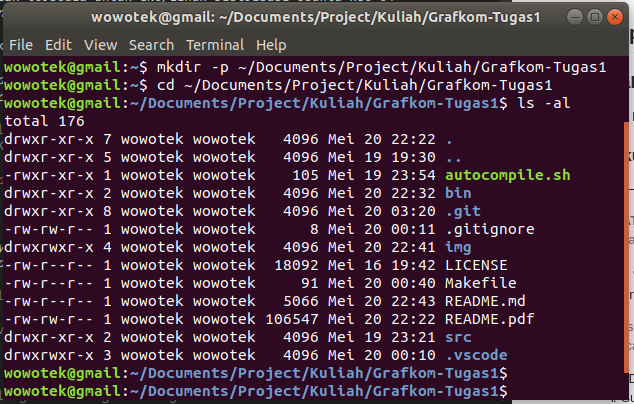 wowotek@gmail: ~/Documents/Project/Kuliah/Grafkom-Tugas1
File Edit View Search Terminal Help
wowotek@gmail:~$ mkdir -p ~/Documents/Project/Kuliah/Grafkom-Tugas1
wowotek@gmail:~$ cd ~/Documents/Project/Kuliah/Grafkom-Tugas1
wowotek@gmail:~/Documents/Project/Kuliah/Grafkom-Tugas1$ ls -al
total 176
drwxr-xr-x 7 wowotek wowotek 4096 Mei 20 22:22 .
drwxr-xr-x 5 wowotek wowotek 4096 Mei 19 19:30 ..
-rwxr-xr-x 1 wowotek wowotek 105 Mei 19 23:54 autocompile.sh
drwxr-xr-x 2 wowotek wowotek 4096 Mei 20 22:32 bin
drwxr-xr-x 8 wowotek wowotek 4096 Mei 20 03:20 .git
-rw-rw-r-- 1 wowotek wowotek 8 Mei 20 00:11 .gitignore
drwxrwxr-x 4 wowotek wowotek 4096 Mei 20 22:41 img
-rw-r--r-- 1 wowotek wowotek 18092 Mei 16 19:42 LICENSE
-rw-rw-r-- 1 wowotek wowotek 91 Mei 20 00:40 Makefile
-rw-r--r-- 1 wowotek wowotek 5066 Mei 20 22:43 README.md
-rw-rw-r-- 1 wowotek wowotek 106547 Mei 20 22:22 README.pdf
drwxr-xr-x 2 wowotek wowotek 4096 Mei 19 23:21 src
drwxrwxr-x 3 wowotek wowotek 4096 Mei 20 00:10 .vscode
wowotek@gmail:~/Documents/Project/Kuliah/Grafkom-Tugas1$
wowotek@gmail:~/Documents/Project/Kuliah/Grafkom-Tugas1$